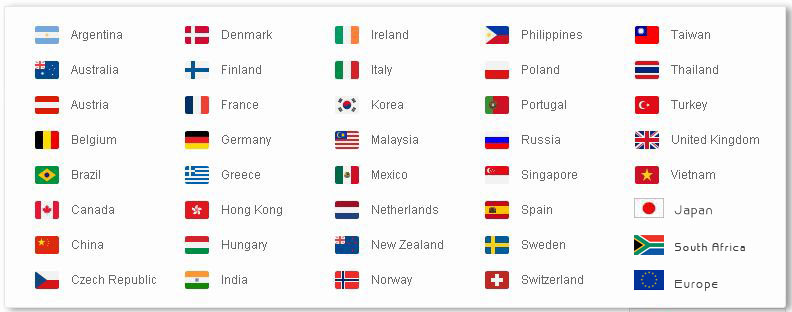 Argentina
Australia
Austria
Belgium
Brazil
Canada
China
Czech Republic
Denmark
Finland
France
Germany
Greece
Hong Kong
Hungary
India
Ireland
Italy
Korea
Malaysia
Mexico
Netherlands
New Zealand
Norway
Philippines
Poland
Portugal
Russia
Singapore
Spain
Sweden
Switzerland
Taiwan
Thailand
Turkey
United Kingdom
Vietnam
Japan
South Africa
Europe